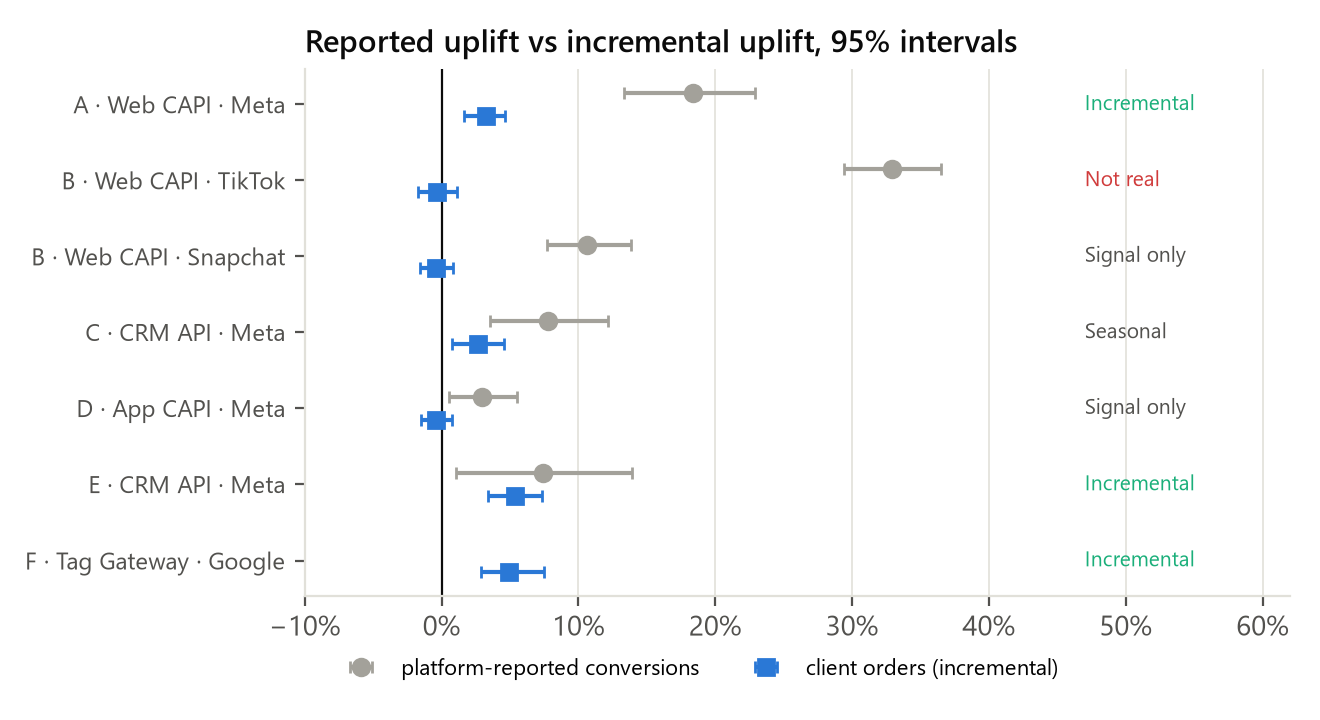 Reported uplift vs incremental uplift, 95% intervals
A · Web CAPI · Meta
Incremental
B · Web CAPI · TikTok
Not real
B · Web CAPI · Snapchat
Signal only
C · CRM API · Meta
Seasonal
D · App CAPI · Meta
Signal only
E · CRM API · Meta
Incremental
F · Tag Gateway · Google
Incremental
−10% 0% 10% 20% 30% 40% 50% 60%
platform-reported conversions client orders (incremental)